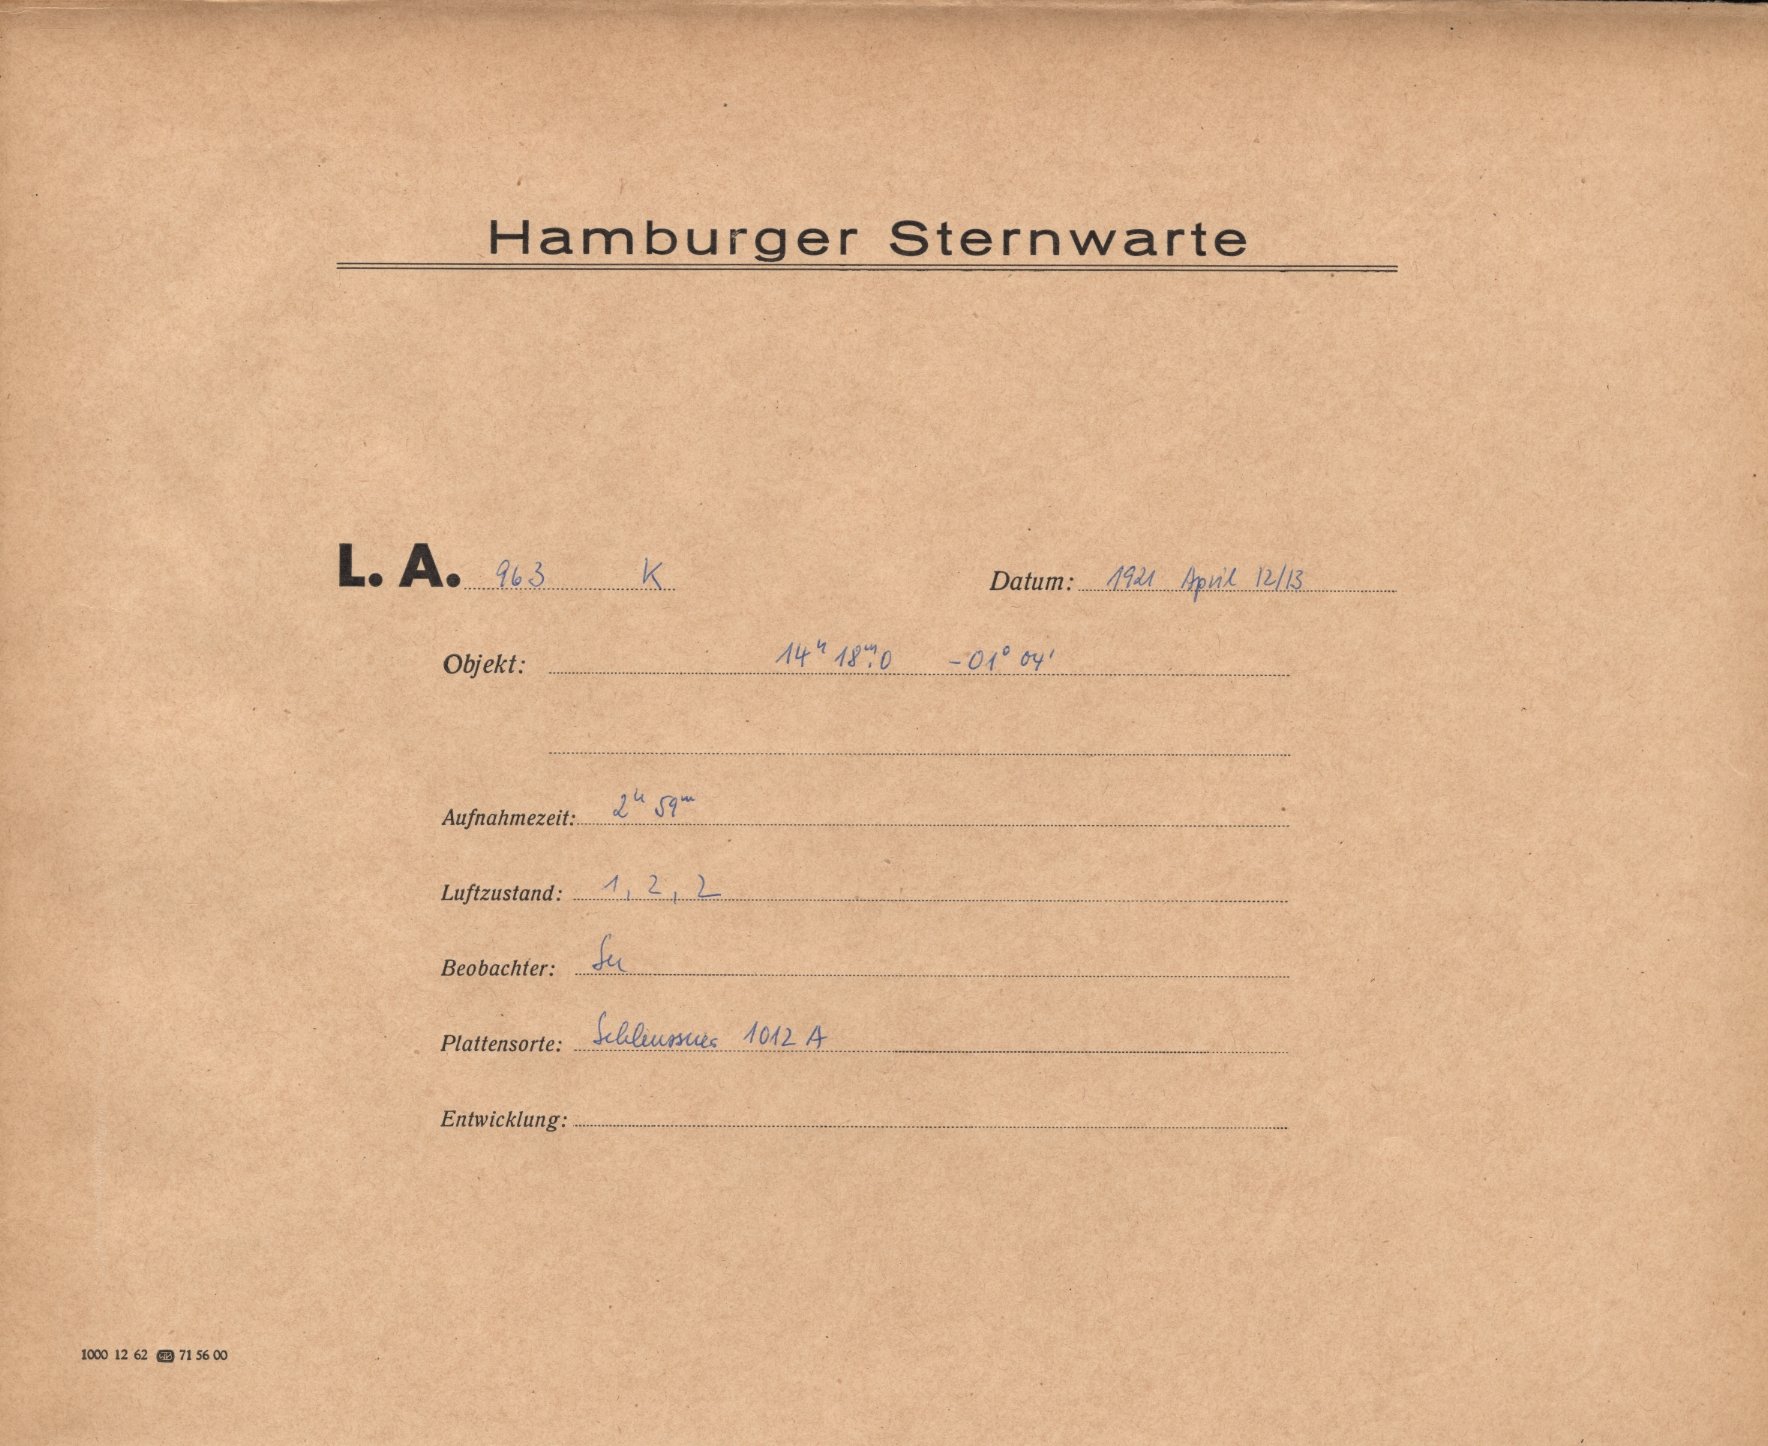 Hamburger Sternwarte
L. A. 963 K Datum: 1921 April 12/13
Objekt: 14ʰ 18ᵐ.0 -01° 04'
Aufnahmezeit: 2ʰ 59ᵐ
Luftzustand: 1, 2, 2
Beobachter:
Plattensorte: Schleussner 1012 A
Entwicklung:
1000 12 62 71 56 00